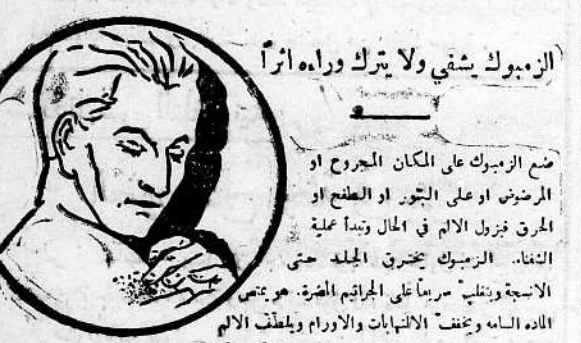 الزمبوك يشفي ولا يترك وراءه اثراً
ضع الزمبوك على المكان المجروح او
المرضوض او على البثور او الطفح او
الحرق فيزول الالم في الحال وتبدأ عملية
الشفاء. الزمبوك يخترق الجلد حتى
الانسجة ويتغلب سريعاً على الجراثيم المضرة. هو يمتص
الماده السامه ويخفف الالتهابات والاورام ويلطف الالم